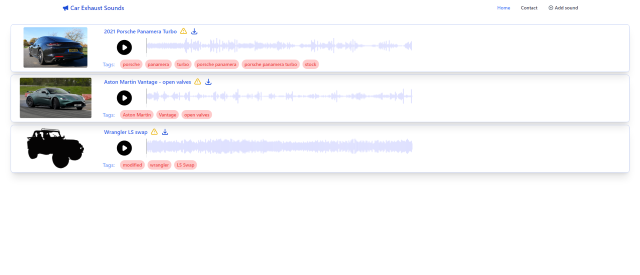 Car Exhaust Sounds
Home Contact Add sound
2021 Porsche Panamera Turbo
Tags: porsche panamera turbo porsche panamera porsche panamera turbo stock
Aston Martin Vantage - open valves
Tags: Aston Martin Vantage open valves
Wrangler LS swap
Tags: modified wrangler LS Swap